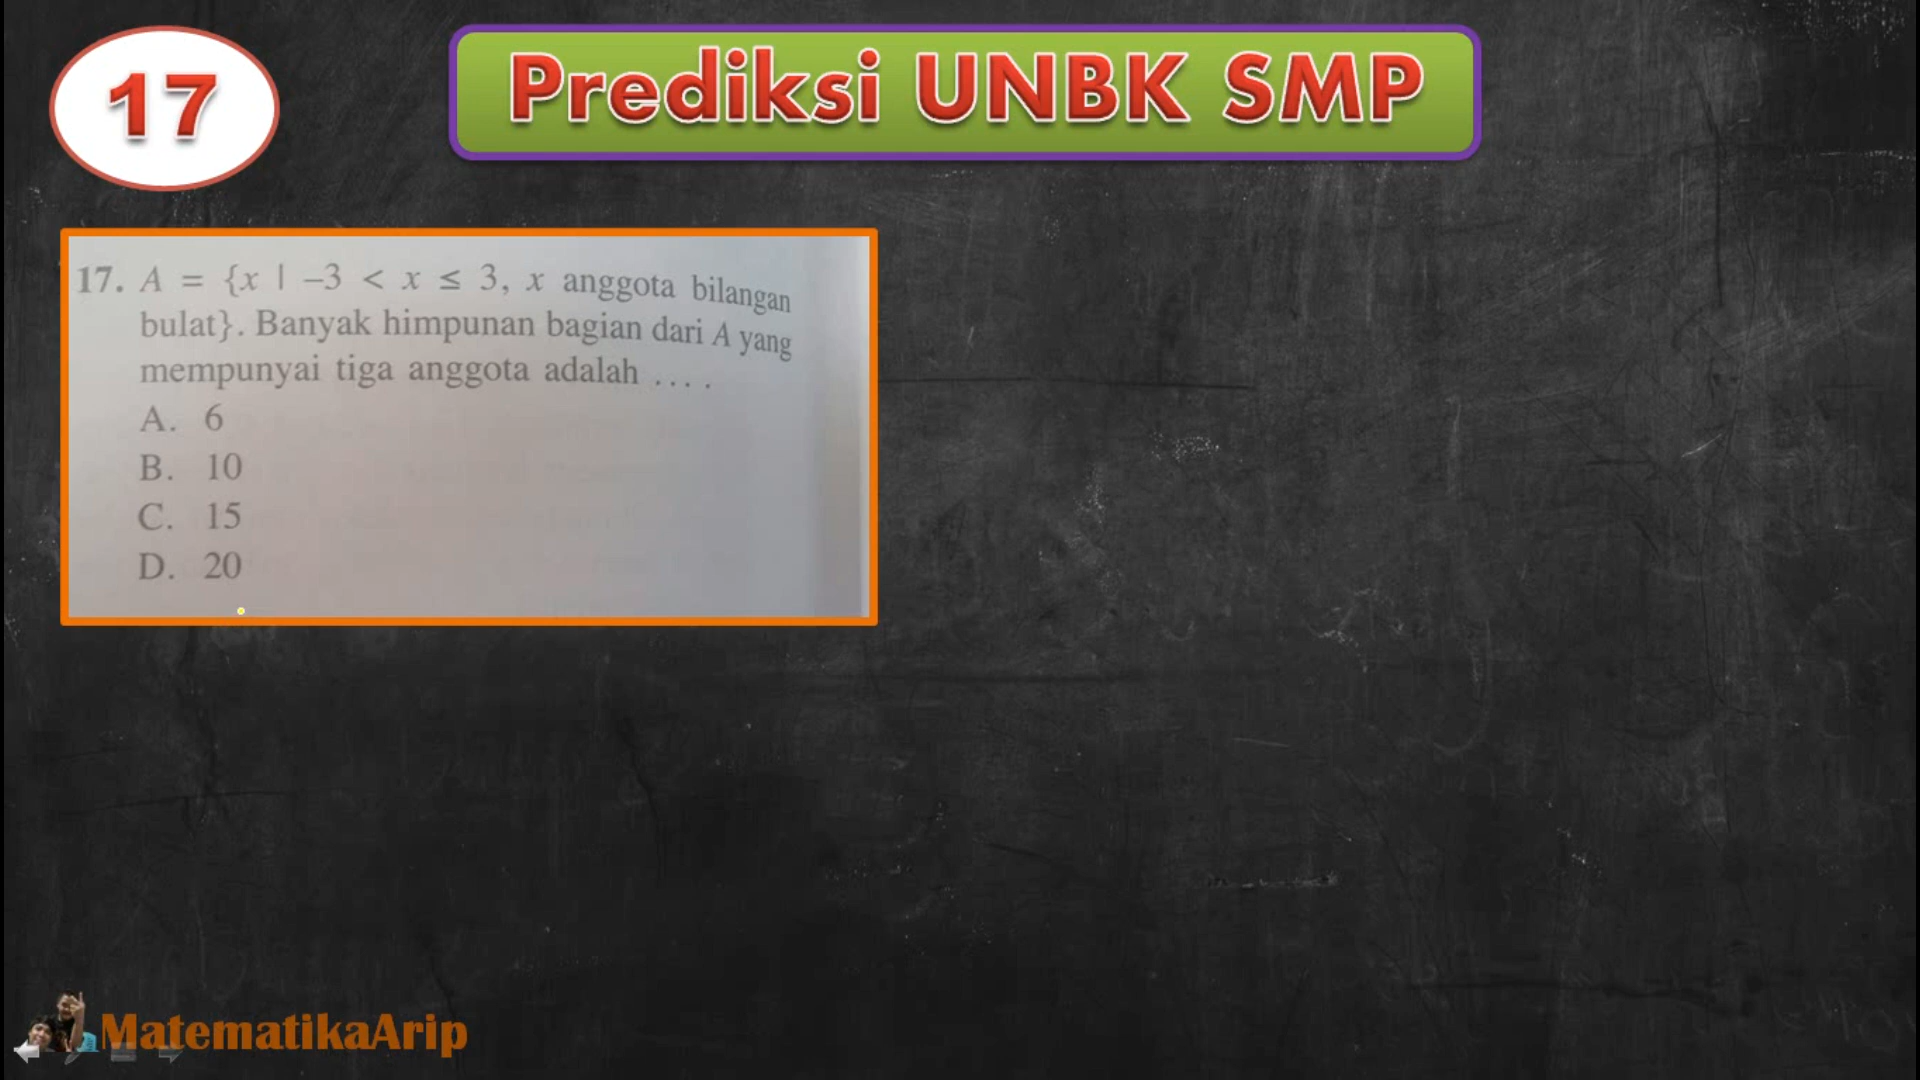 17
Prediksi UNBK SMP
17. A = {x | –3 < x ≤ 3, x anggota bilangan
bulat}. Banyak himpunan bagian dari A yang
mempunyai tiga anggota adalah ....
A. 6
B. 10
C. 15
D. 20
MatematikaArip